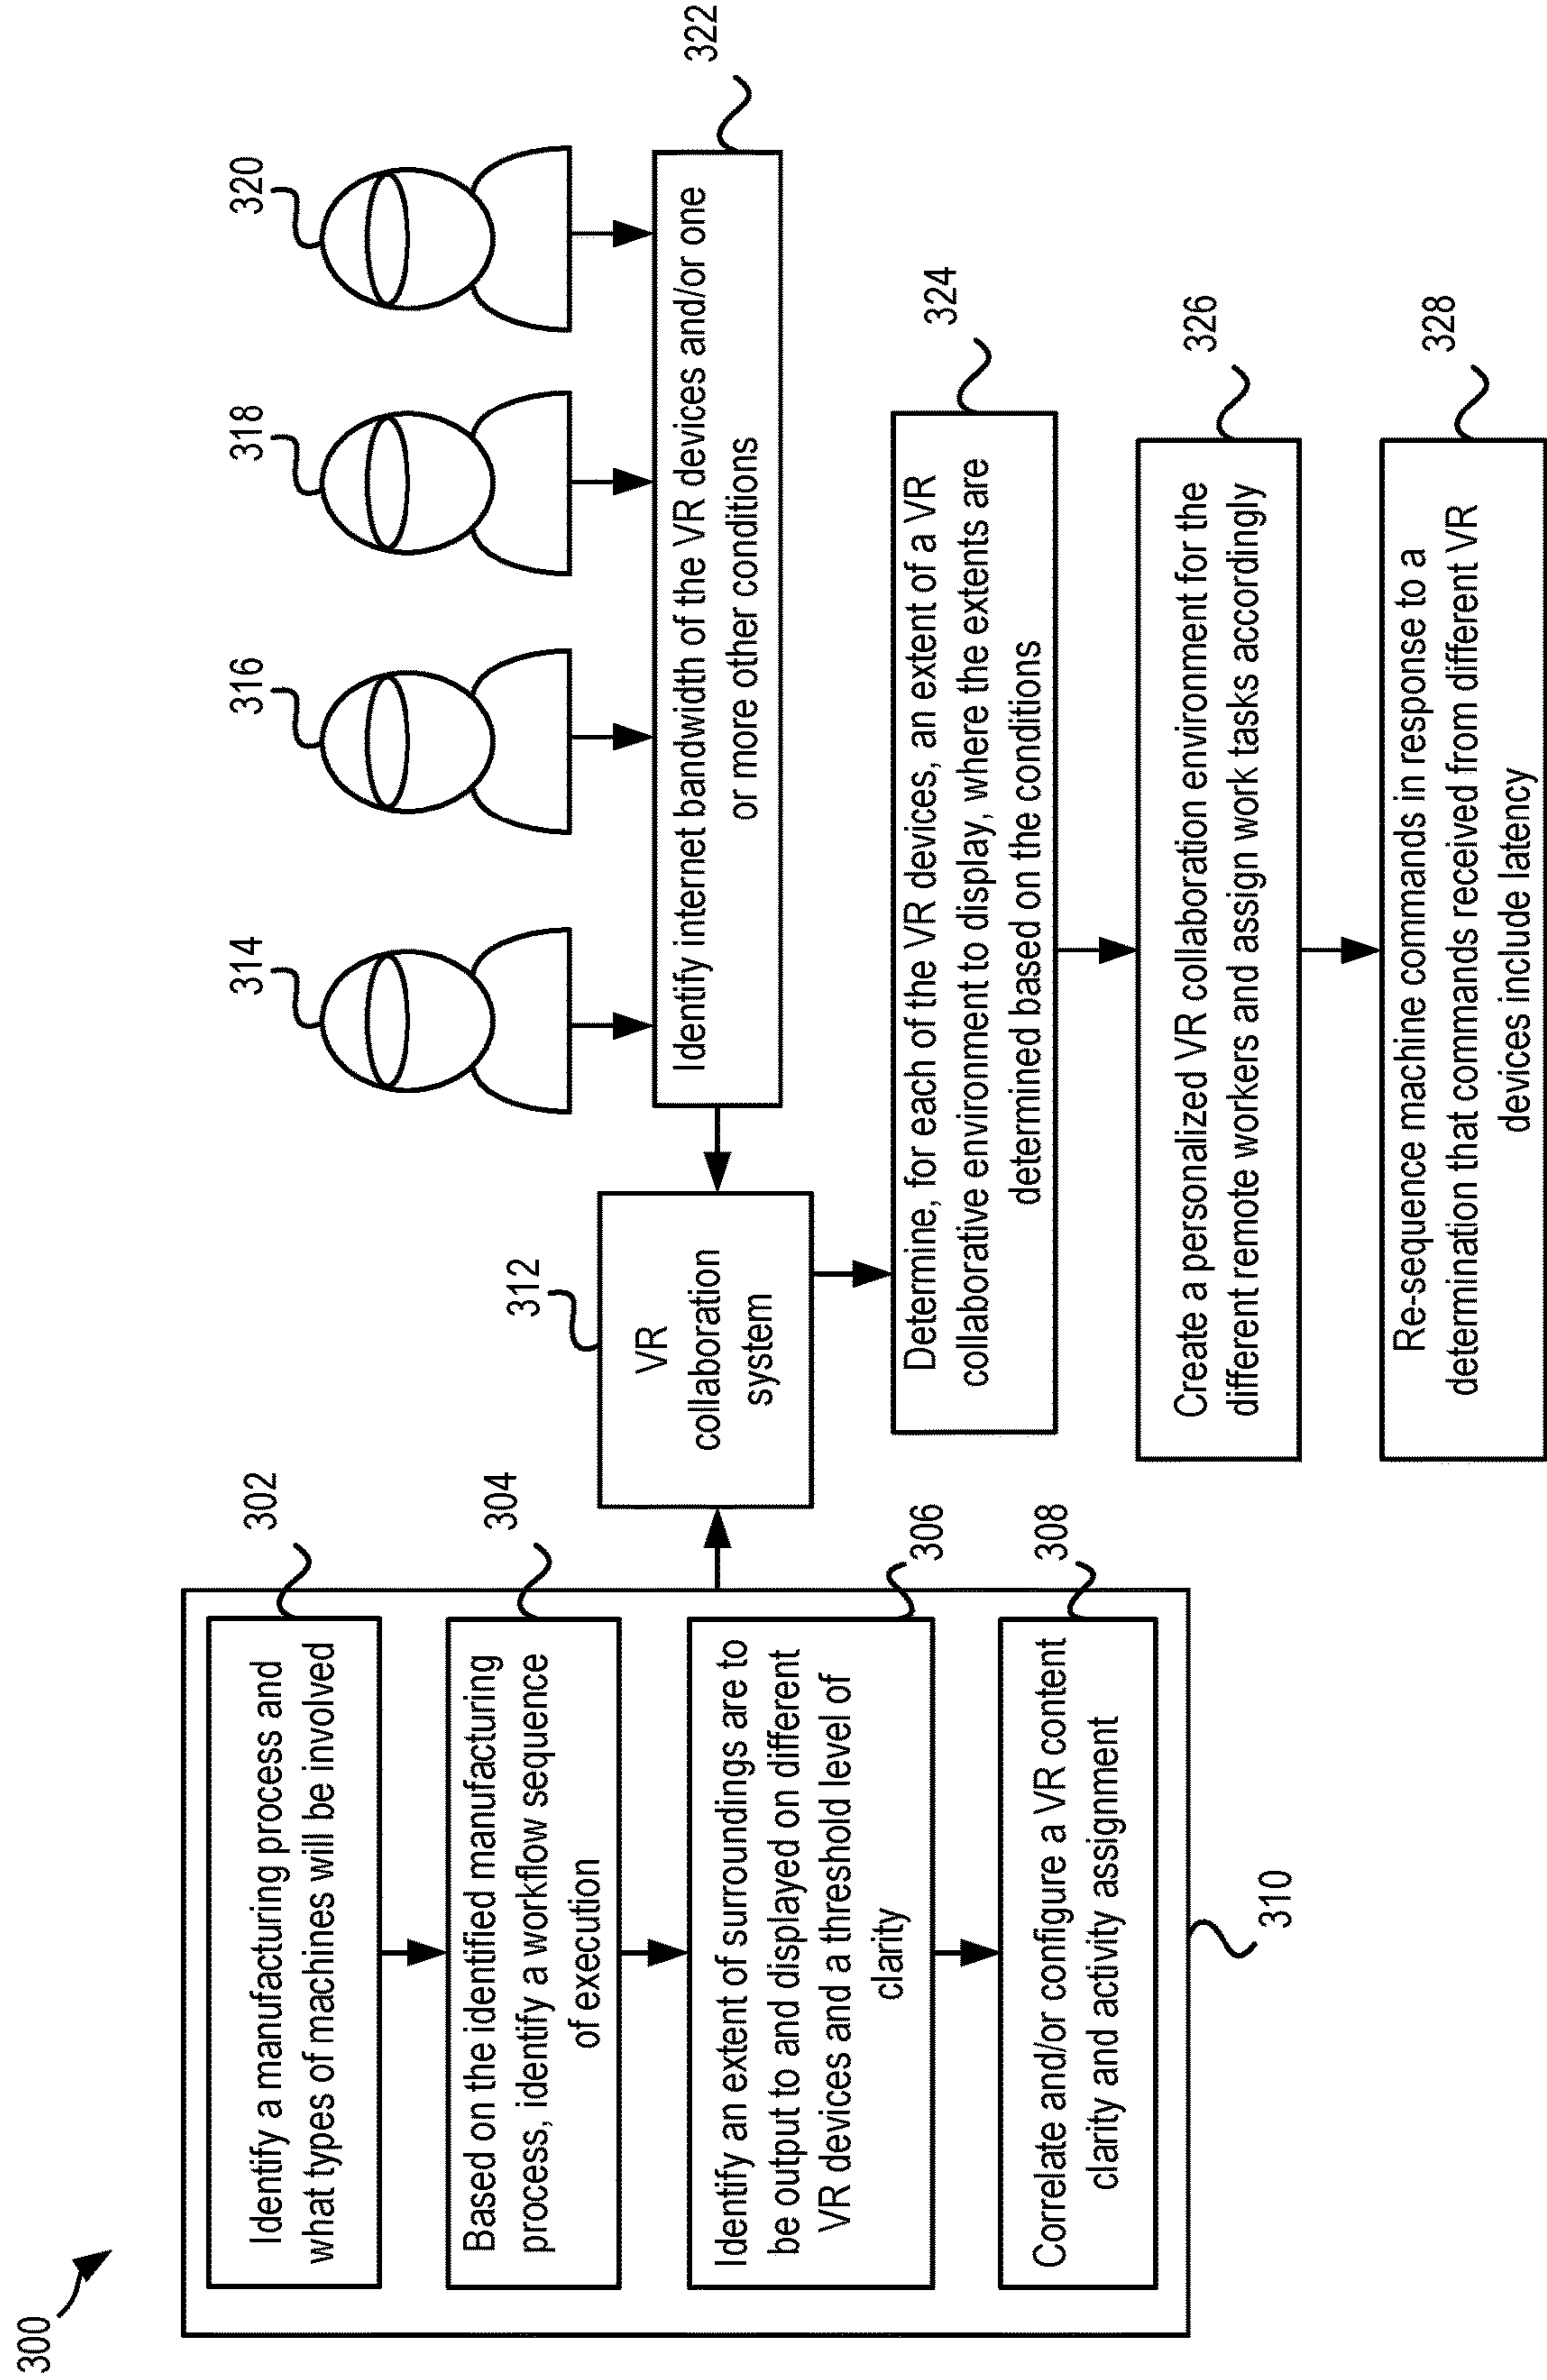 300
302
Identify a manufacturing process and
what types of machines will be involved
304
Based on the identified manufacturing
process, identify a workflow sequence
of execution
306
Identify an extent of surroundings are to
be output to and displayed on different
VR devices and a threshold level of
clarity
308
Correlate and/or configure a VR content
clarity and activity assignment
310
312
VR
collaboration
system
314
316
318
320
322
Identify internet bandwidth of the VR devices and/or one
or more other conditions
324
Determine, for each of the VR devices, an extent of a VR
collaborative environment to display, where the extents are
determined based on the conditions
326
Create a personalized VR collaboration environment for the
different remote workers and assign work tasks accordingly
328
Re-sequence machine commands in response to a
determination that commands received from different VR
devices include latency